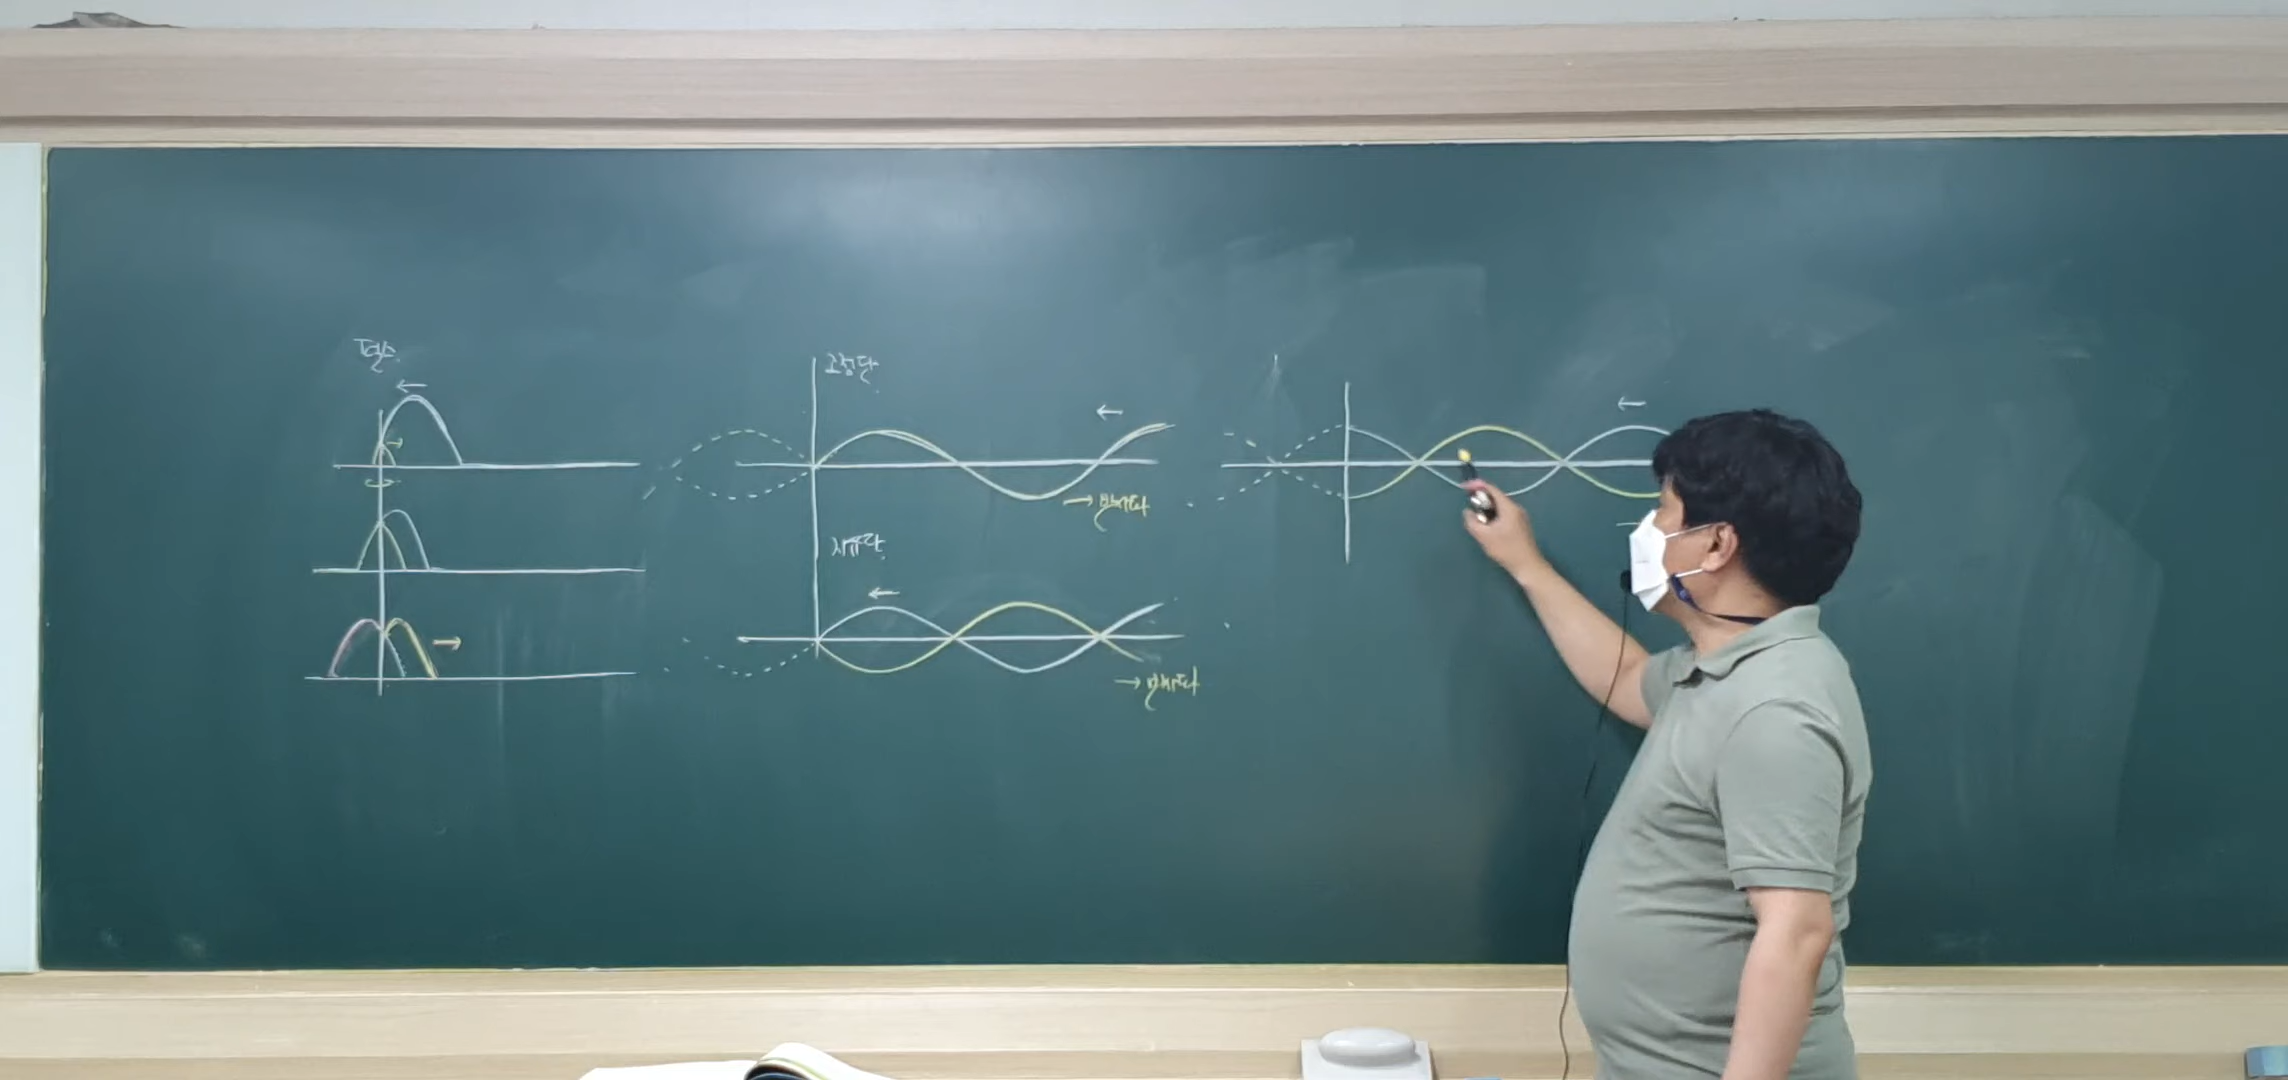 펄스
고정단
→ 반사파
자유단
→ 반사파